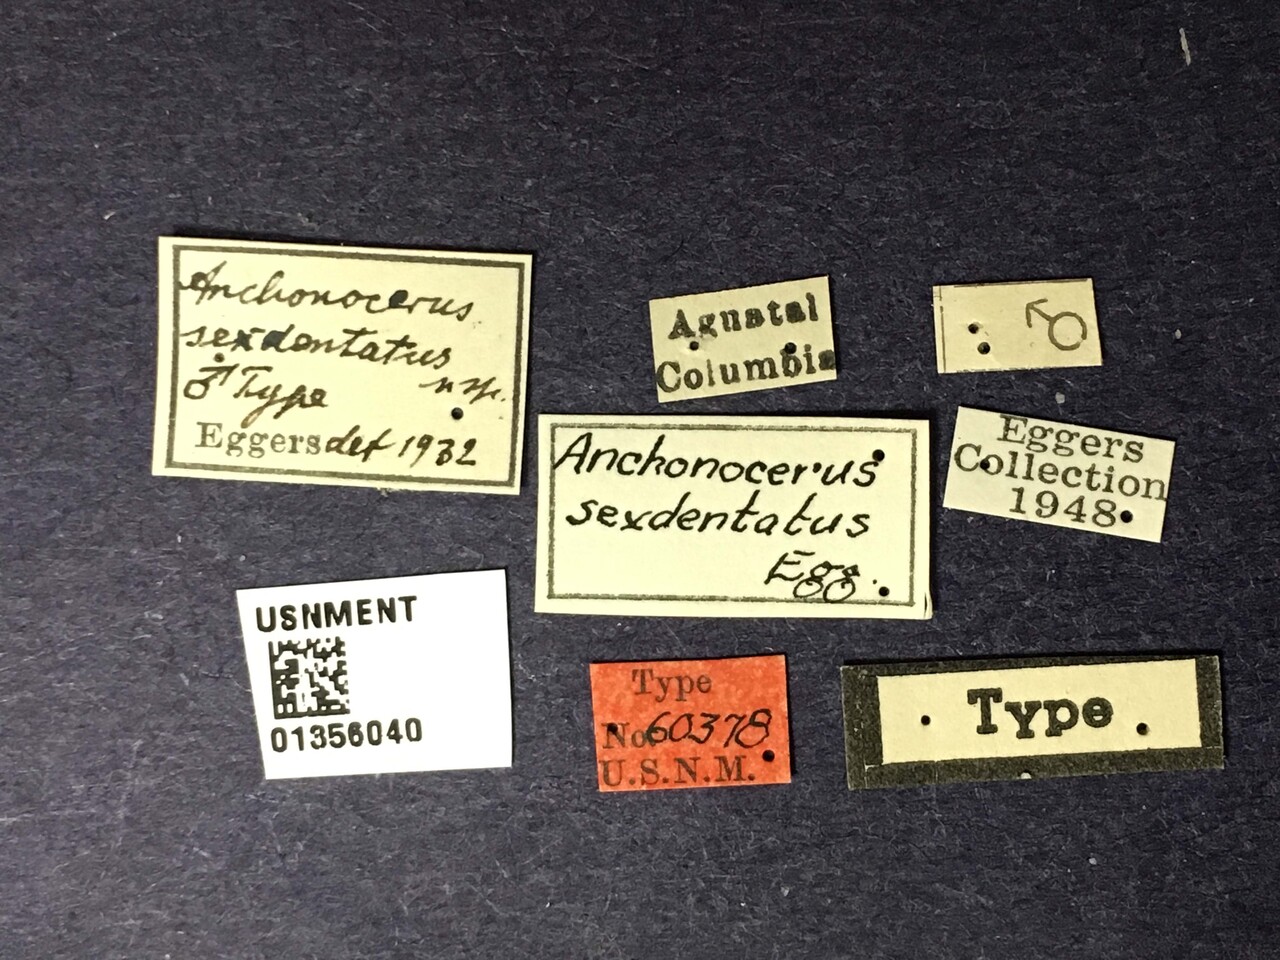 Anchonocerus
sexdentatus
♂ Type n. sp.
Eggers det 1932
Aguatal
Columbia
♂
Anchonocerus
sexdentatus
Egg.
Eggers
Collection
1948
USNMENT
01356040
Type
No. 60378
U.S.N.M.
Type